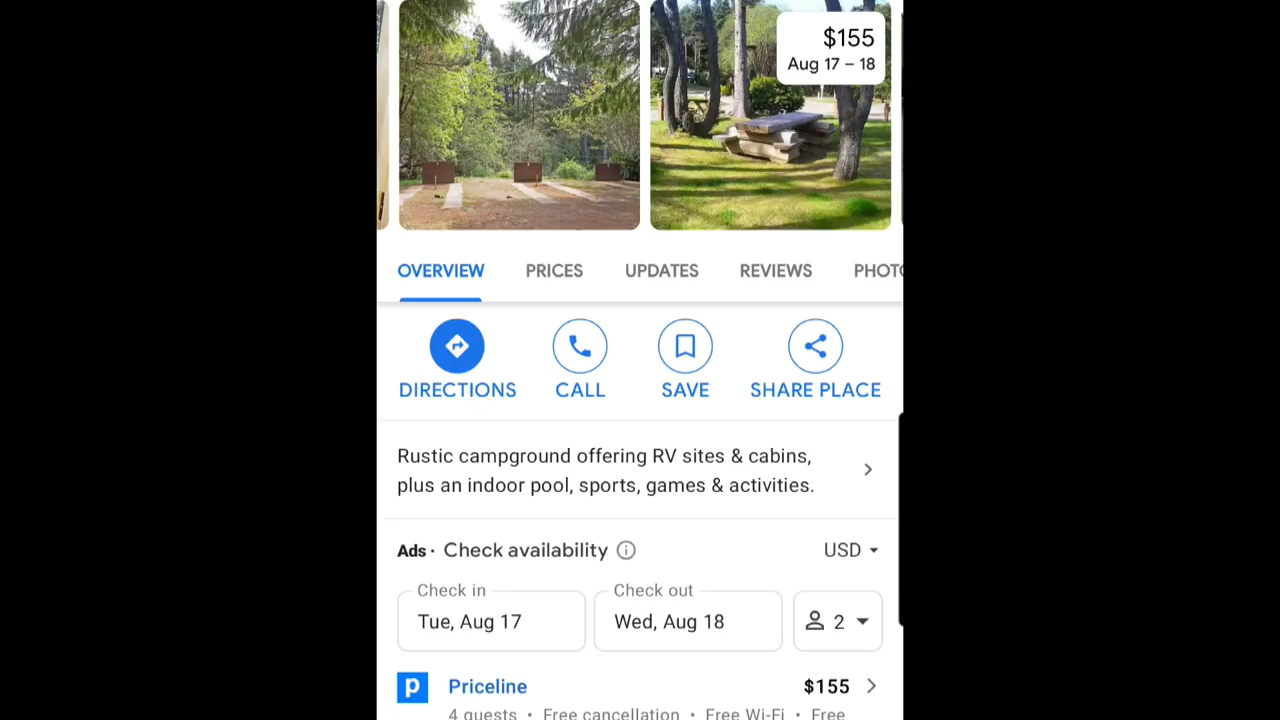 $155
Aug 17 – 18
OVERVIEW PRICES UPDATES REVIEWS PHOTO
DIRECTIONS CALL SAVE SHARE PLACE
Rustic campground offering RV sites & cabins,
plus an indoor pool, sports, games & activities.
Ads · Check availability USD
Check in Check out
Tue, Aug 17 Wed, Aug 18 2
p Priceline $155
4 guests · Free cancellation · Free Wi-Fi · Free